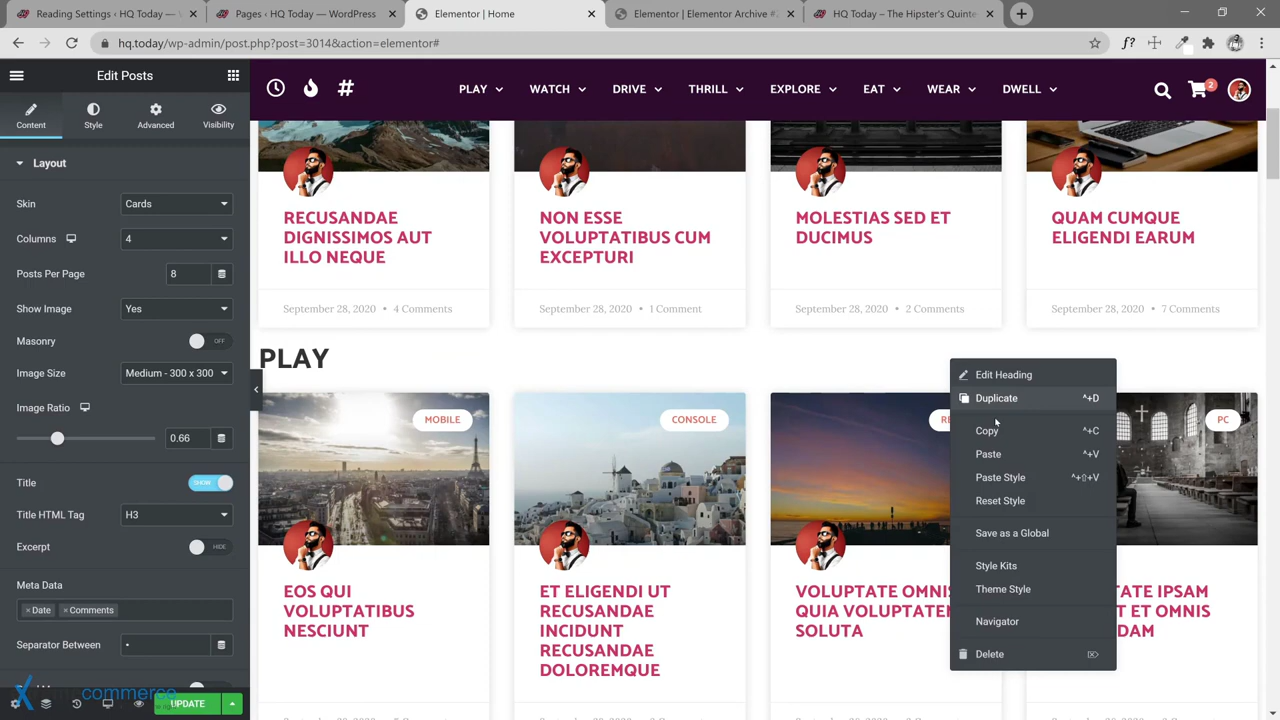 Reading Settings ‹ HQ Today — W
Pages ‹ HQ Today — WordPress
Elementor | Home
Elementor | Elementor Archive #
HQ Today – The Hipster's Quinte
hq.today/wp-admin/post.php?post=3014&action=elementor#
Edit Posts
Content Style Advanced Visibility
PLAY WATCH DRIVE THRILL EXPLORE EAT WEAR DWELL 2
Layout
Skin Cards
Columns 4
Posts Per Page 8
Show Image Yes
Masonry OFF
Image Size Medium - 300 x 300
Image Ratio
0.66
Title SHOW
Title HTML Tag H3
Excerpt HIDE
Meta Data
× Date × Comments
Separator Between •
commerce
UPDATE
RECUSANDAE
DIGNISSIMOS AUT
ILLO NEQUE
September 28, 2020 • 4 Comments
NON ESSE
VOLUPTATIBUS CUM
EXCEPTURI
September 28, 2020 • 1 Comment
MOLESTIAS SED ET
DUCIMUS
September 28, 2020 • 2 Comments
QUAM CUMQUE
ELIGENDI EARUM
September 28, 2020 • 7 Comments
PLAY
MOBILE
EOS QUI
VOLUPTATIBUS
NESCIUNT
CONSOLE
ET ELIGENDI UT
RECUSANDAE
INCIDUNT
RECUSANDAE
DOLOREMQUE
VOLUPTATE OMNIS
QUIA VOLUPTATEM
SOLUTA
PC
IPSAM
ET OMNIS
Edit Heading
Duplicate ^+D
Copy ^+C
Paste ^+V
Paste Style ^+⇧+V
Reset Style
Save as a Global
Style Kits
Theme Style
Navigator
Delete ⌦